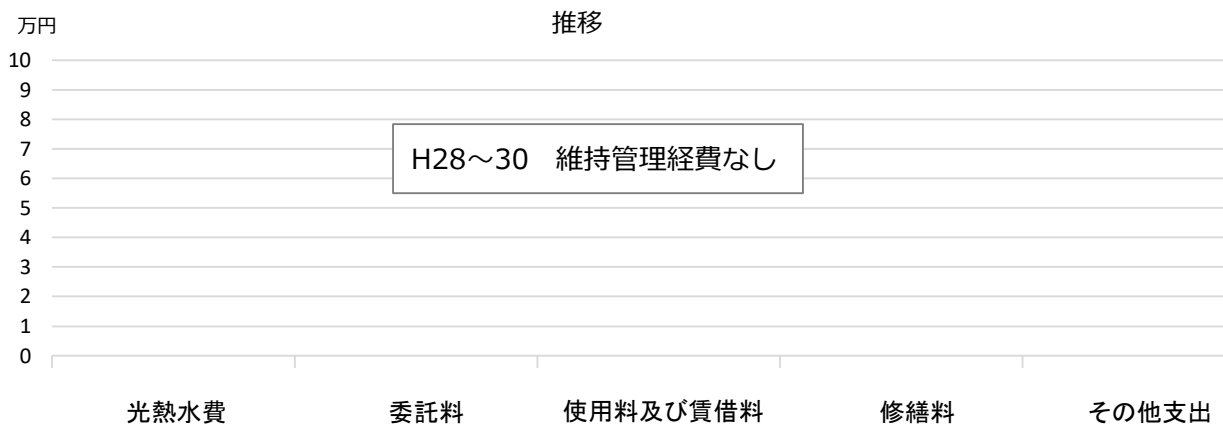 推移
万円
10
9
8
7
6
5
4
3
2
1
0
H28～30　維持管理経費なし
光熱水費
委託料
使用料及び賃借料
修繕料
その他支出